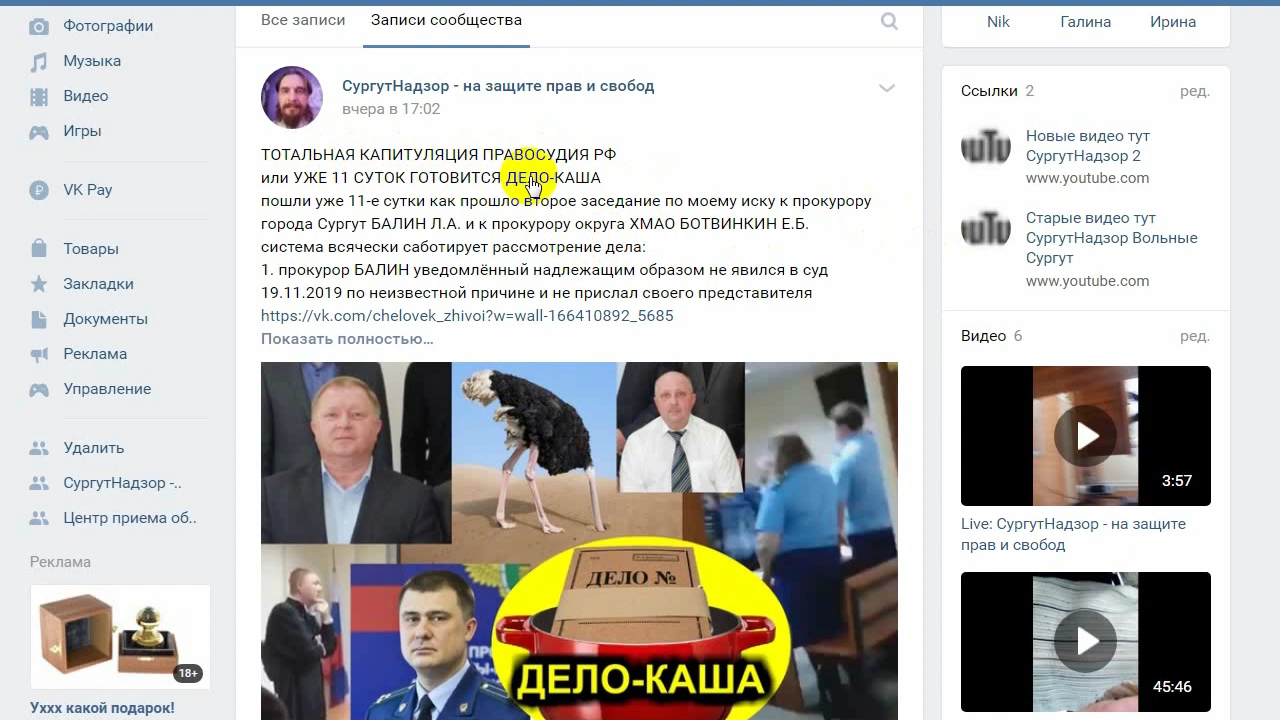 Фотографии
Музыка
Видео
Игры
VK Pay
Товары
Закладки
Документы
Реклама
Управление
Удалить
СургутНадзор -..
Центр приема об..
Реклама
18+
Уххх какой подарок!
Все записи
Записи сообщества
СургутНадзор - на защите прав и свобод
вчера в 17:02
ТОТАЛЬНАЯ КАПИТУЛЯЦИЯ ПРАВОСУДИЯ РФ
или УЖЕ 11 СУТОК ГОТОВИТСЯ ДЕЛО-КАША
пошли уже 11-е сутки как прошло второе заседание по моему иску к прокурору
города Сургут БАЛИН Л.А. и к прокурору округа ХМАО БОТВИНКИН Е.Б.
система всячески саботирует рассмотрение дела:
1. прокурор БАЛИН уведомлённый надлежащим образом не явился в суд
19.11.2019 по неизвестной причине и не прислал своего представителя
https://vk.com/chelovek_zhivoi?w=wall-166410892_5685
Показать полностью…
ДЕЛО №
ДЕЛО-КАША
Nik
Галина
Ирина
Ссылки 2
ред.
Новые видео тут
СургутНадзор 2
www.youtube.com
Старые видео тут
СургутНадзор Вольные
Сургут
www.youtube.com
Видео 6
ред.
3:57
Live: СургутНадзор - на защите
прав и свобод
45:46